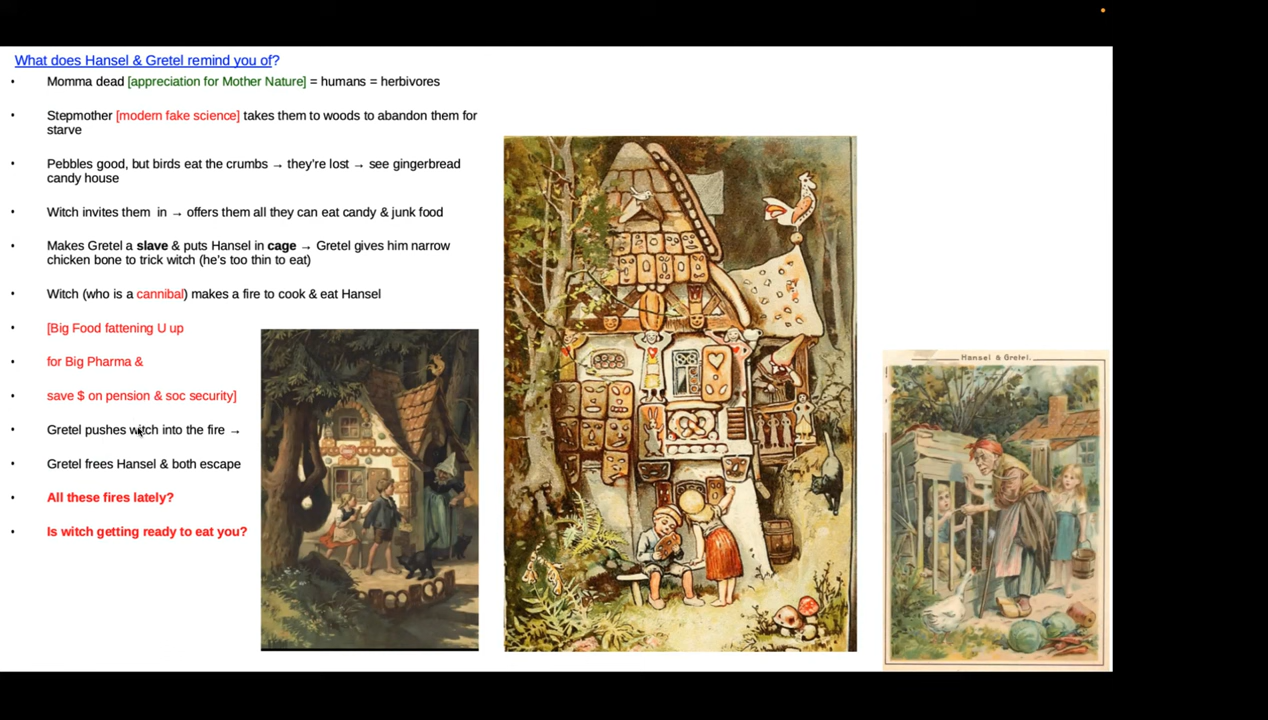 What does Hansel & Gretel remind you of?
• Momma dead [appreciation for Mother Nature] = humans = herbivores
• Stepmother [modern fake science] takes them to woods to abandon them for
starve
• Pebbles good, but birds eat the crumbs → they're lost → see gingerbread
candy house
• Witch invites them in → offers them all they can eat candy & junk food
• Makes Gretel a slave & puts Hansel in cage → Gretel gives him narrow
chicken bone to trick witch (he's too thin to eat)
• Witch (who is a cannibal) makes a fire to cook & eat Hansel
• [Big Food fattening U up
• for Big Pharma &
• save $ on pension & soc security]
• Gretel pushes witch into the fire →
• Gretel frees Hansel & both escape
• All these fires lately?
• Is witch getting ready to eat you?
Hansel & Gretel.